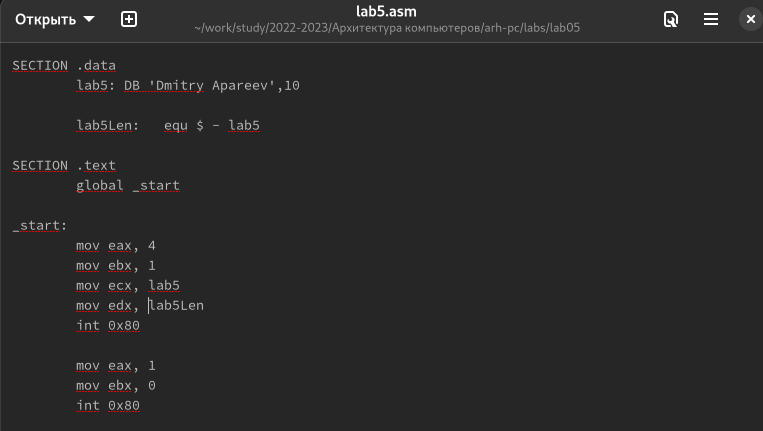 Открыть
lab5.asm
~/work/study/2022-2023/Архитектура компьютеров/arh-pc/labs/lab05
SECTION .data
lab5: DB 'Dmitry Apareev',10
lab5Len: equ $ - lab5
SECTION .text
global _start
_start:
mov eax, 4
mov ebx, 1
mov ecx, lab5
mov edx, lab5Len
int 0x80
mov eax, 1
mov ebx, 0
int 0x80